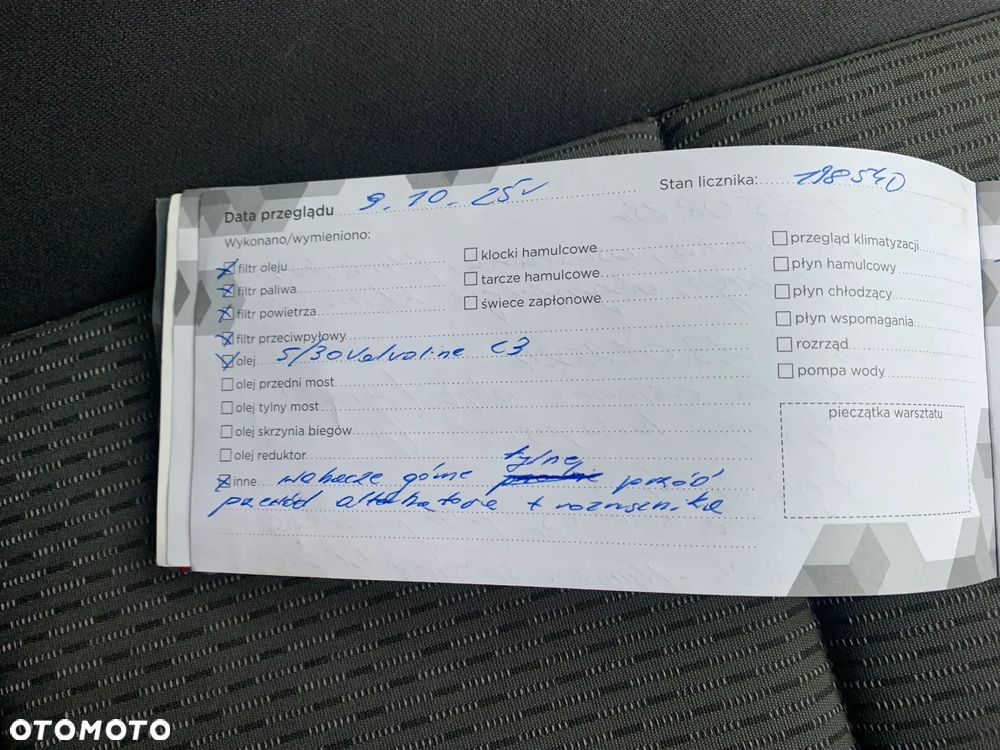 Data przeglądu 9.10.25r Stan licznika: 198540
Wykonano/wymieniono:
filtr oleju
filtr paliwa
filtr powietrza
filtr przeciwpyłowy
olej 5/30 Valvoline C3
olej przedni most
olej tylny most
olej skrzynia biegów
olej reduktor
inne wahacze górne tylne przód
przewód alternatora + rozrusznika
klocki hamulcowe
tarcze hamulcowe
świece zapłonowe
przegląd klimatyzacji
płyn hamulcowy
płyn chłodzący
płyn wspomagania
rozrząd
pompa wody
pieczątka warsztatu
OTOMOTO